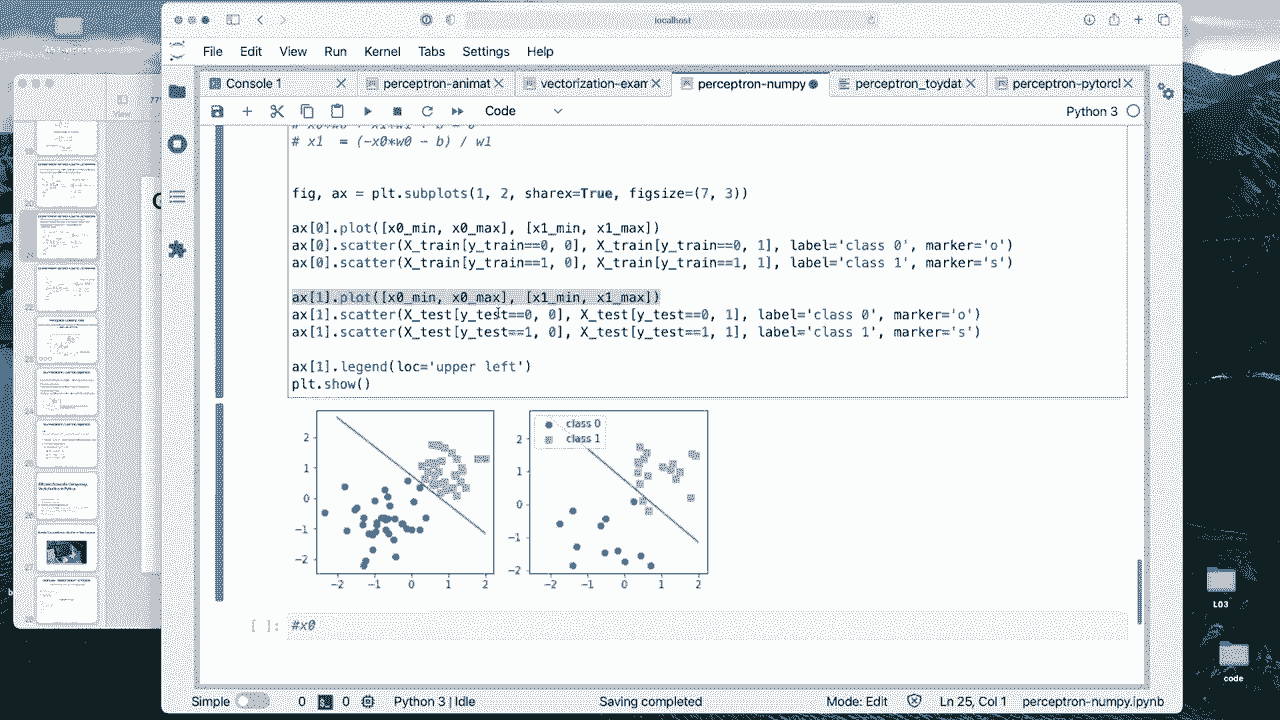 localhost
File Edit View Run Kernel Tabs Settings Help
Console 1 perceptron-animat vectorization-exam perceptron-numpy perceptron_toydat perceptron-pytorcl
Code Python 3
# x1  = (-x0*w0 - b) / w1
fig, ax = plt.subplots(1, 2, sharex=True, figsize=(7, 3))
ax[0].plot([x0_min, x0_max], [x1_min, x1_max])
ax[0].scatter(X_train[y_train==0, 0], X_train[y_train==0, 1], label='class 0', marker='o')
ax[0].scatter(X_train[y_train==1, 0], X_train[y_train==1, 1], label='class 1', marker='s')
ax[1].plot([x0_min, x0_max], [x1_min, x1_max])
ax[1].scatter(X_test[y_test==0, 0], X_test[y_test==0, 1], label='class 0', marker='o')
ax[1].scatter(X_test[y_test==1, 0], X_test[y_test==1, 1], label='class 1', marker='s')
ax[1].legend(loc='upper left')
plt.show()
2
1
0
-1
-2
-2 -1 0 1 2
class 0
class 1
2
1
0
-1
-2
-2 -1 0 1 2
[ ]: #x0
L03
code
Simple 0 0 Python 3 | Idle Saving completed Mode: Edit Ln 25, Col 1 perceptron-numpy.ipynb